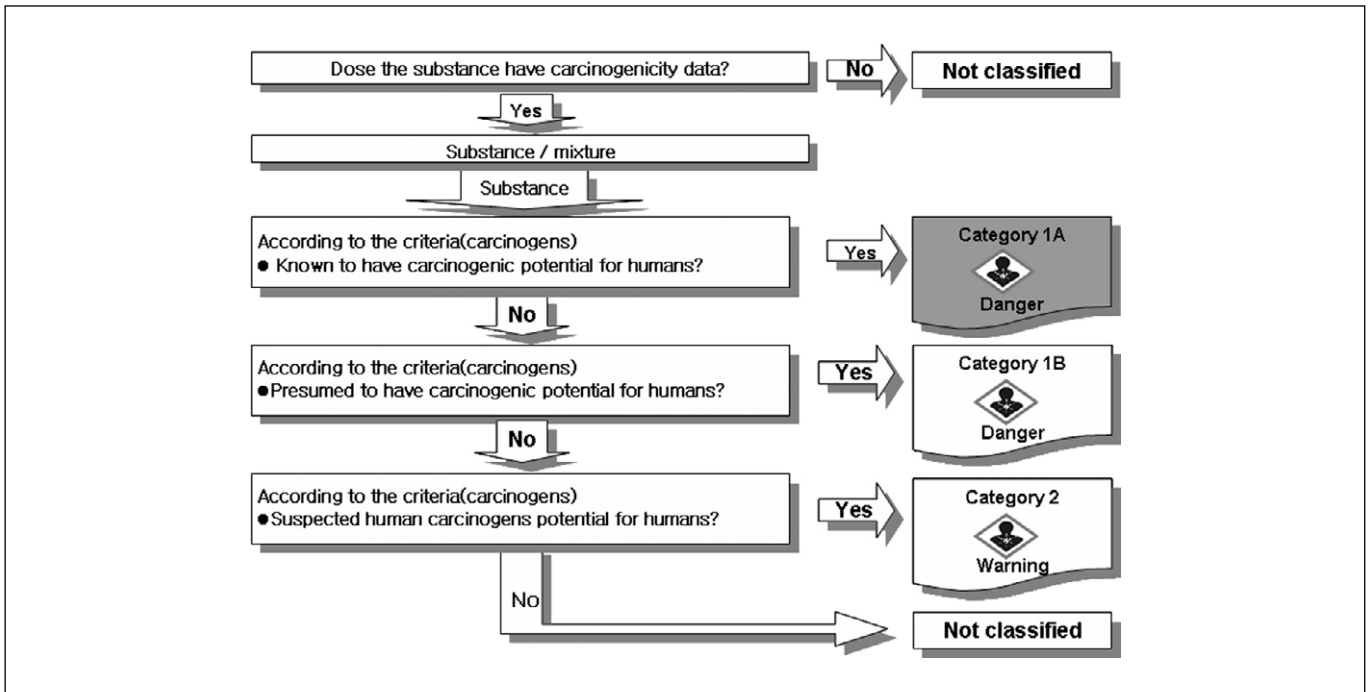 Dose the substance have carcinogenicity data?
No
Not classified
Yes
Substance / mixture
Substance
According to the criteria(carcinogens)
● Known to have carcinogenic potential for humans?
Yes
Category 1A
Danger
No
According to the criteria(carcinogens)
●Presumed to have carcinogenic potential for humans?
Yes
Category 1B
Danger
No
According to the criteria(carcinogens)
●Suspected human carcinogens potential for humans?
Yes
Category 2
Warning
No
Not classified